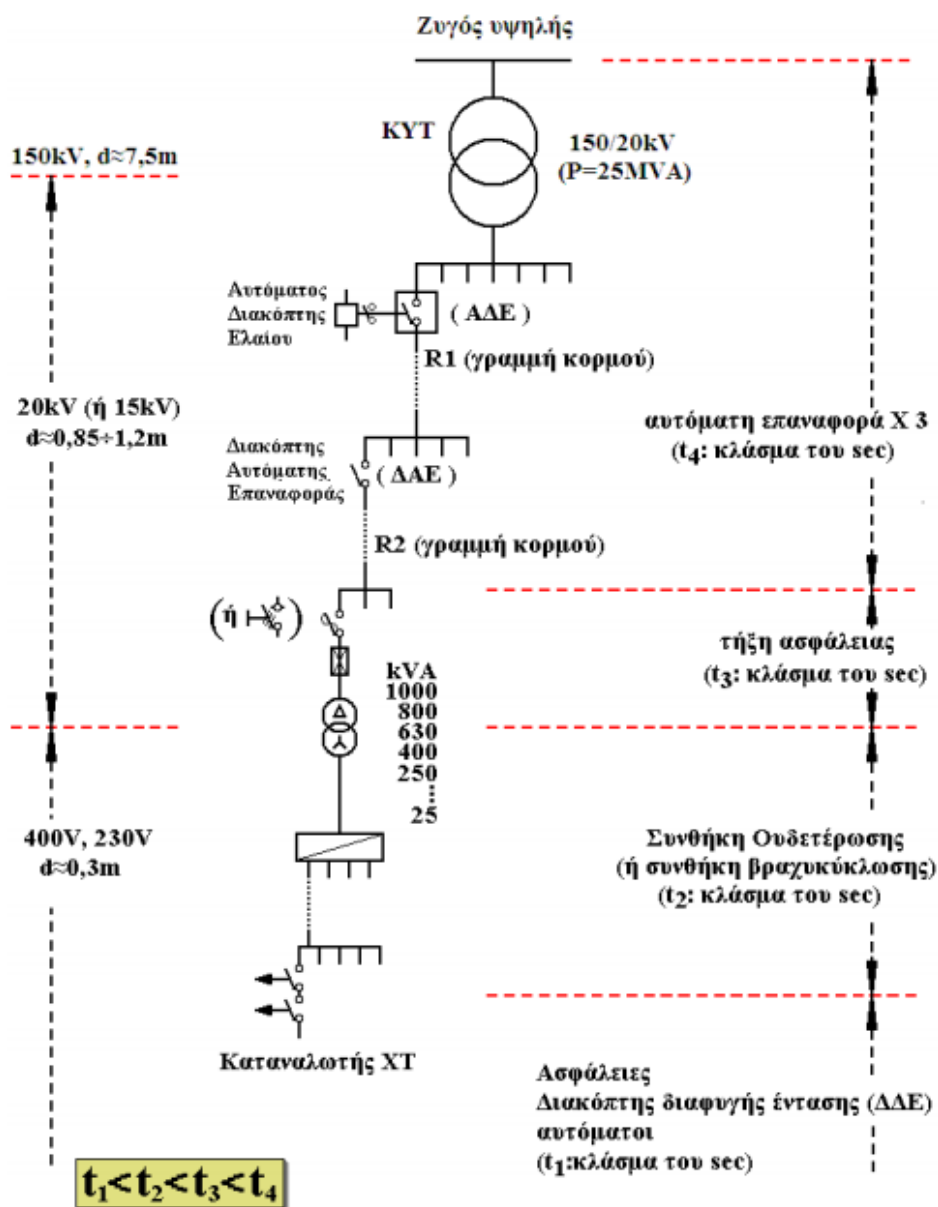 Ζυγός υψηλής
ΚΥΤ
150/20kV
(P=25MVA)
150kV, d≈7,5m
Αυτόματος
Διακόπτης
Ελαίου
( ΑΔΕ )
R1 (γραμμή κορμού)
20kV (ή 15kV)
d≈0,85÷1,2m
αυτόματη επαναφορά X 3
(t4: κλάσμα του sec)
Διακόπτης
Αυτόματης
Επαναφοράς
( ΔΑΕ )
R2 (γραμμή κορμού)
(ή )
τήξη ασφάλειας
(t3: κλάσμα του sec)
kVA
1000
800
630
400
250
25
Δ
400V, 230V
d≈0,3m
Συνθήκη Ουδετέρωσης
(ή συνθήκη βραχυκύκλωσης)
(t2: κλάσμα του sec)
Καταναλωτής ΧΤ
Ασφάλειες
Διακόπτης διαφυγής έντασης (ΔΔΕ)
αυτόματοι
(t1:κλάσμα του sec)
t1<t2<t3<t4